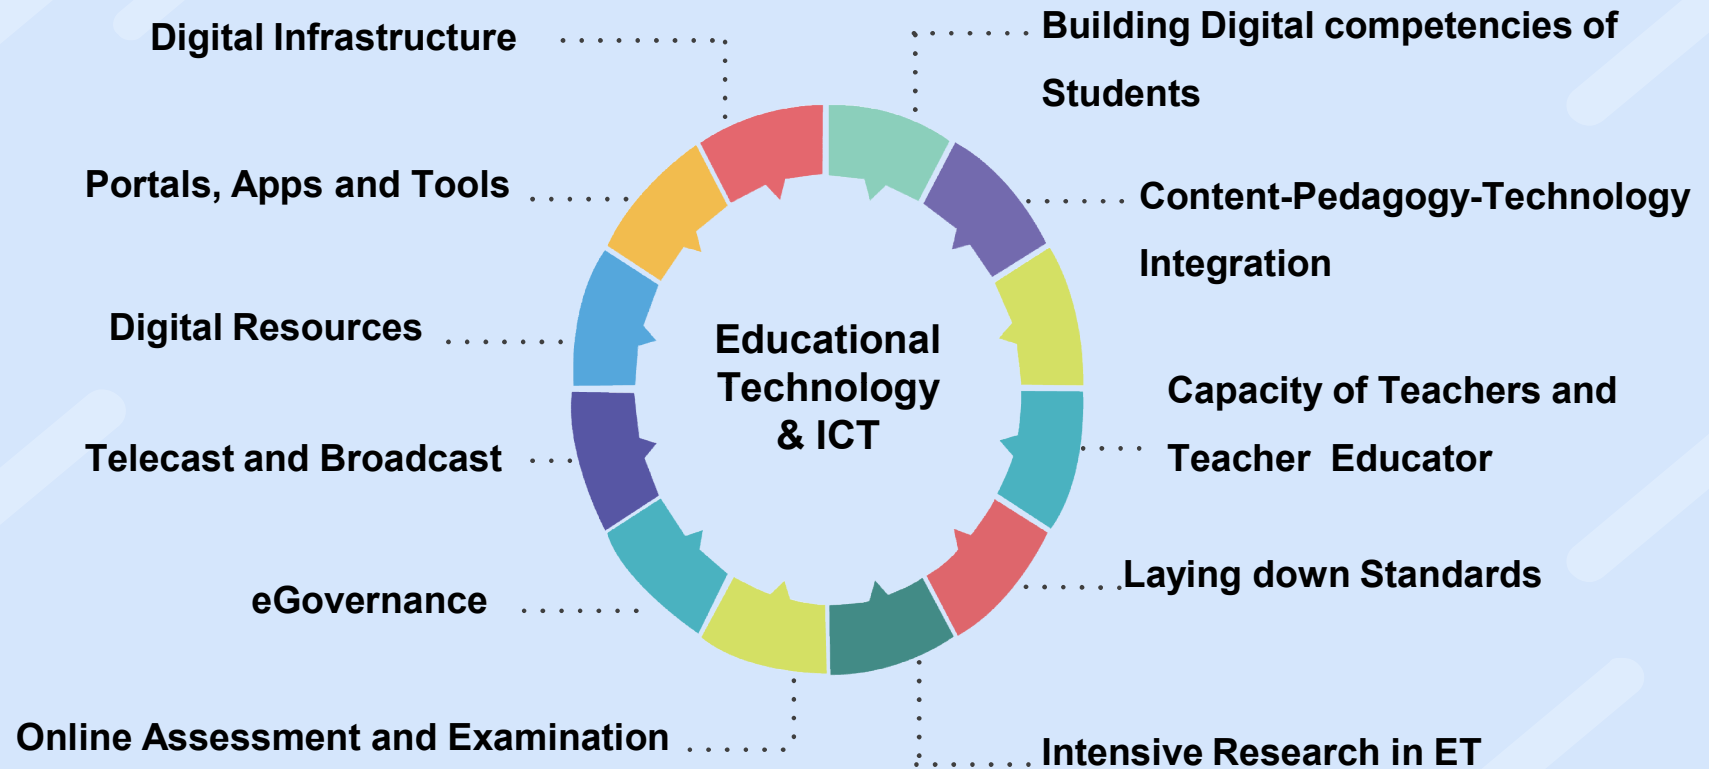 Digital Infrastructure
Building Digital competencies of
Students
Portals, Apps and Tools
Content-Pedagogy-Technology
Integration
Digital Resources
Educational
Technology
& ICT
Capacity of Teachers and
Teacher Educator
Telecast and Broadcast
Laying down Standards
eGovernance
Online Assessment and Examination
Intensive Research in ET